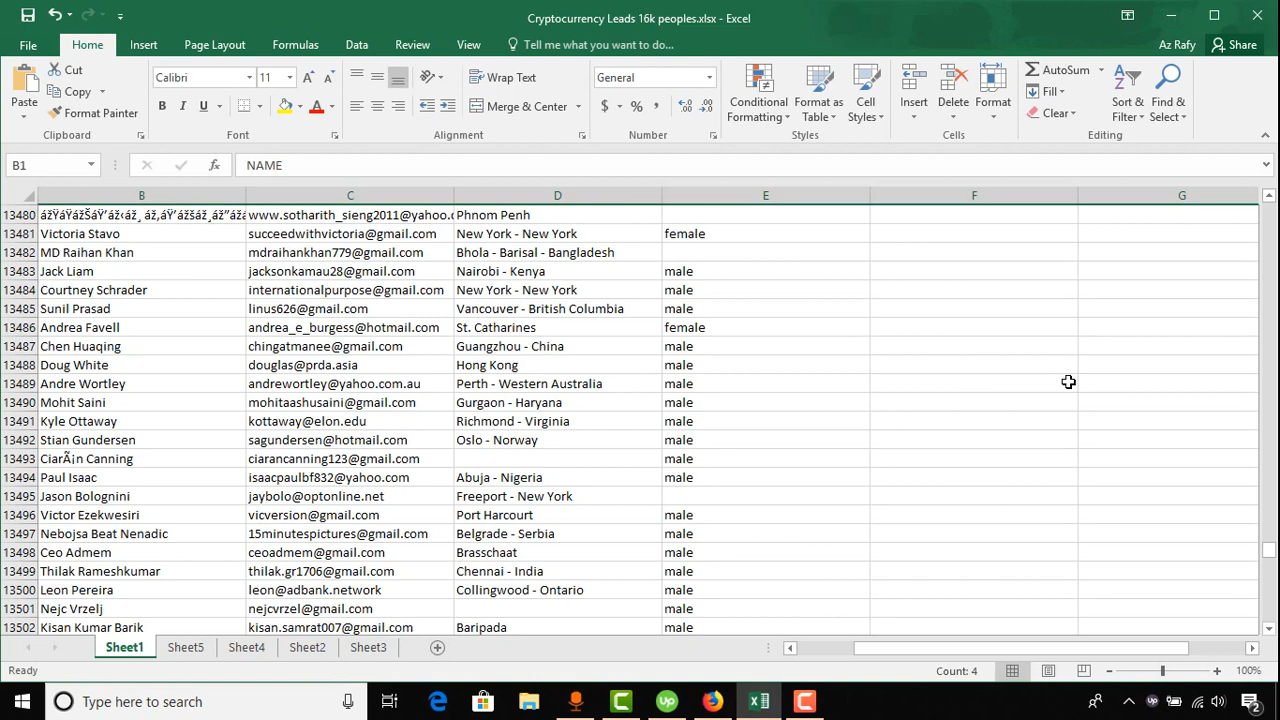 Cryptocurrency Leads 16k peoples.xlsx - Excel
File Home Insert Page Layout Formulas Data Review View Tell me what you want to do... Az Rafy Share
Paste Cut Copy Format Painter
Calibri 11 Wrap Text General Merge & Center
Conditional Formatting Format as Table Cell Styles Insert Delete Format AutoSum Fill Clear Sort & Filter Find & Select
Clipboard Font Alignment Number Styles Cells Editing
B1 NAME
B C D E F G
13480 www.sotharith_sieng2011@yahoo.c Phnom Penh
13481 Victoria Stavo succeedwithvictoria@gmail.com New York - New York female
13482 MD Raihan Khan mdraihankhan779@gmail.com Bhola - Barisal - Bangladesh
13483 Jack Liam jacksonkamau28@gmail.com Nairobi - Kenya male
13484 Courtney Schrader internationalpurpose@gmail.com New York - New York male
13485 Sunil Prasad linus626@gmail.com Vancouver - British Columbia male
13486 Andrea Favell andrea_e_burgess@hotmail.com St. Catharines female
13487 Chen Huaqing chingatmanee@gmail.com Guangzhou - China male
13488 Doug White douglas@prda.asia Hong Kong male
13489 Andre Wortley andrewortley@yahoo.com.au Perth - Western Australia male
13490 Mohit Saini mohitaashusaini@gmail.com Gurgaon - Haryana male
13491 Kyle Ottaway kottaway@elon.edu Richmond - Virginia male
13492 Stian Gundersen sagundersen@hotmail.com Oslo - Norway male
13493 CiarÃ¡n Canning ciarancanning123@gmail.com male
13494 Paul Isaac isaacpaulbf832@yahoo.com Abuja - Nigeria male
13495 Jason Bolognini jaybolo@optonline.net Freeport - New York
13496 Victor Ezekwesiri vicversion@gmail.com Port Harcourt male
13497 Nebojsa Beat Nenadic 15minutespictures@gmail.com Belgrade - Serbia male
13498 Ceo Admem ceoadmem@gmail.com Brasschaat male
13499 Thilak Rameshkumar thilak.gr1706@gmail.com Chennai - India male
13500 Leon Pereira leon@adbank.network Collingwood - Ontario male
13501 Nejc Vrzelj nejcvrzel@gmail.com male
13502 Kisan Kumar Barik kisan.samrat007@gmail.com Baripada male
Sheet1 Sheet5 Sheet4 Sheet2 Sheet3
Ready Count: 4 100%
Type here to search